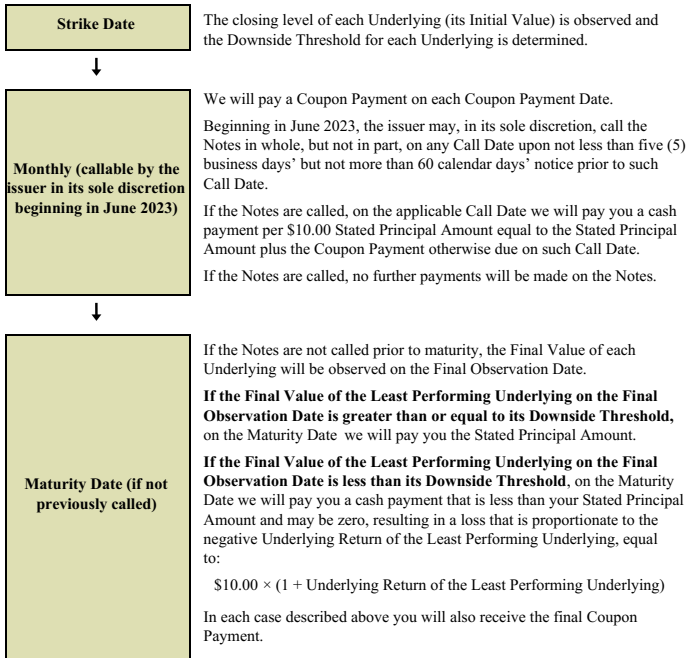 Strike Date
The closing level of each Underlying (its Initial Value) is observed and
the Downside Threshold for each Underlying is determined.
Monthly (callable by the
issuer in its sole discretion
beginning in June 2023)
We will pay a Coupon Payment on each Coupon Payment Date.
Beginning in June 2023, the issuer may, in its sole discretion, call the
Notes in whole, but not in part, on any Call Date upon not less than five (5)
business days’ but not more than 60 calendar days’ notice prior to such
Call Date.
If the Notes are called, on the applicable Call Date we will pay you a cash
payment per $10.00 Stated Principal Amount equal to the Stated Principal
Amount plus the Coupon Payment otherwise due on such Call Date.
If the Notes are called, no further payments will be made on the Notes.
Maturity Date (if not
previously called)
If the Notes are not called prior to maturity, the Final Value of each
Underlying will be observed on the Final Observation Date.
If the Final Value of the Least Performing Underlying on the Final
Observation Date is greater than or equal to its Downside Threshold,
on the Maturity Date we will pay you the Stated Principal Amount.
If the Final Value of the Least Performing Underlying on the Final
Observation Date is less than its Downside Threshold, on the Maturity
Date we will pay you a cash payment that is less than your Stated Principal
Amount and may be zero, resulting in a loss that is proportionate to the
negative Underlying Return of the Least Performing Underlying, equal
to:
$10.00 × (1 + Underlying Return of the Least Performing Underlying)
In each case described above you will also receive the final Coupon
Payment.